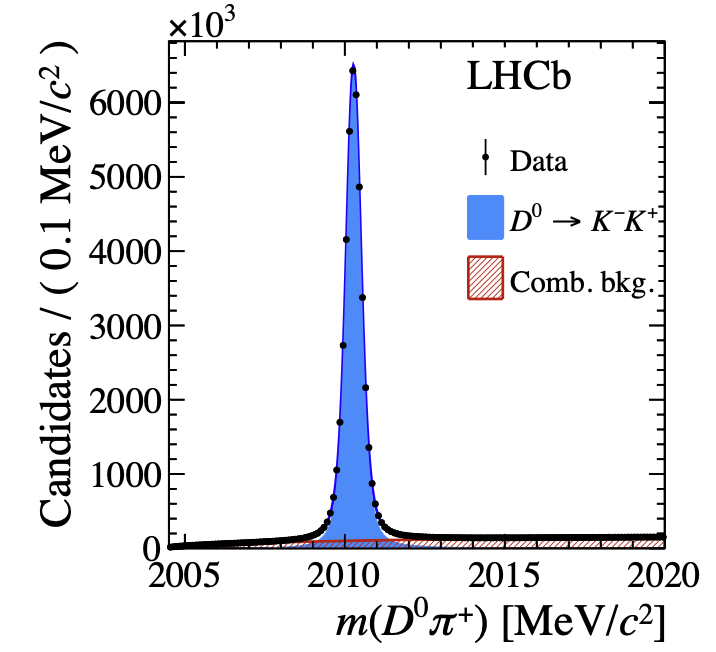 ×10³
Candidates / ( 0.1 MeV/c² )
6000
5000
4000
3000
2000
1000
0
LHCb
Data
D⁰ → K⁻K⁺
Comb. bkg.
2005 2010 2015 2020
m(D⁰π⁺) [MeV/c²]